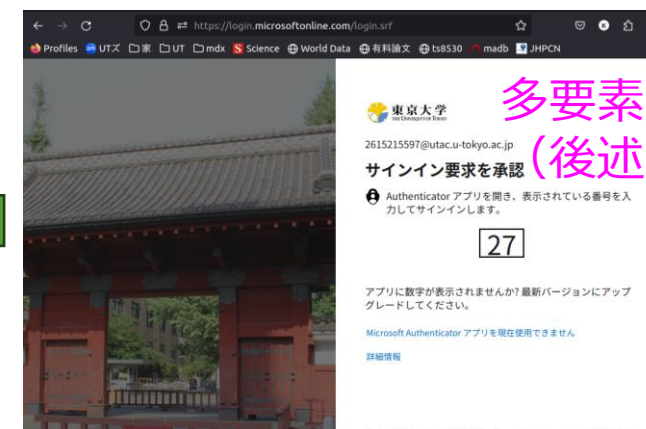 https://login.microsoftonline.com/login.srf
Profiles UTズ 家 UT mdx Science World Data 有料論文 ts8530 madb JHPCN
多要素
東京大学
THE UNIVERSITY OF TOKYO
2615215597@utac.u-tokyo.ac.jp
サインイン要求を承認
(後述
Authenticator アプリを開き、表示されている番号を入
力してサインインします。
27
アプリに数字が表示されませんか? 最新バージョンにアップ
グレードしてください。
Microsoft Authenticator アプリを現在使用できません
詳細情報